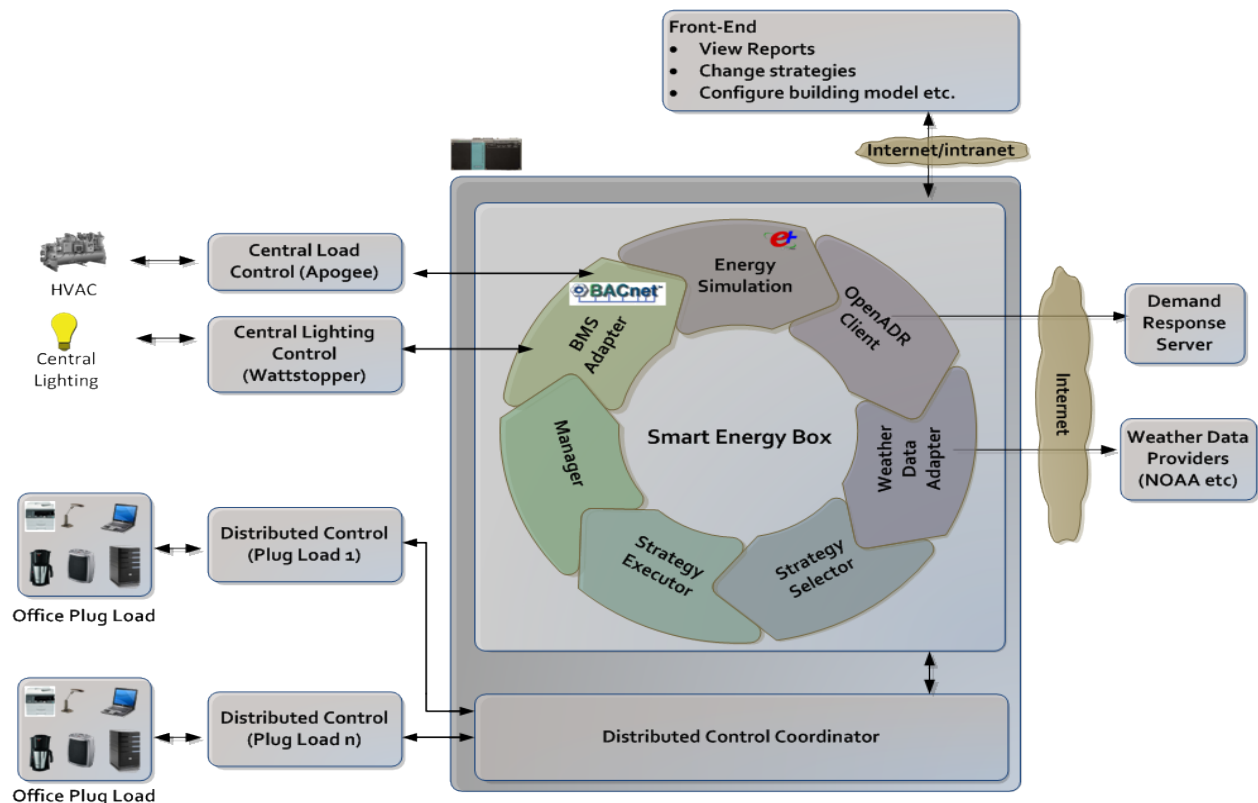 Front-End
• View Reports
• Change strategies
• Configure building model etc.
Internet/intranet
HVAC
Central Load
Control (Apogee)
Central
Lighting
Central Lighting
Control
(Wattstopper)
BACnet™
BMS
Adapter
e+
Energy
Simulation
OpenADR
Client
Weather
Data
Adapter
Strategy
Selector
Strategy
Executor
Manager
Smart Energy Box
Internet
Demand
Response
Server
Weather Data
Providers
(NOAA etc)
Distributed Control
(Plug Load 1)
Office Plug Load
Distributed Control
(Plug Load n)
Office Plug Load
Distributed Control Coordinator